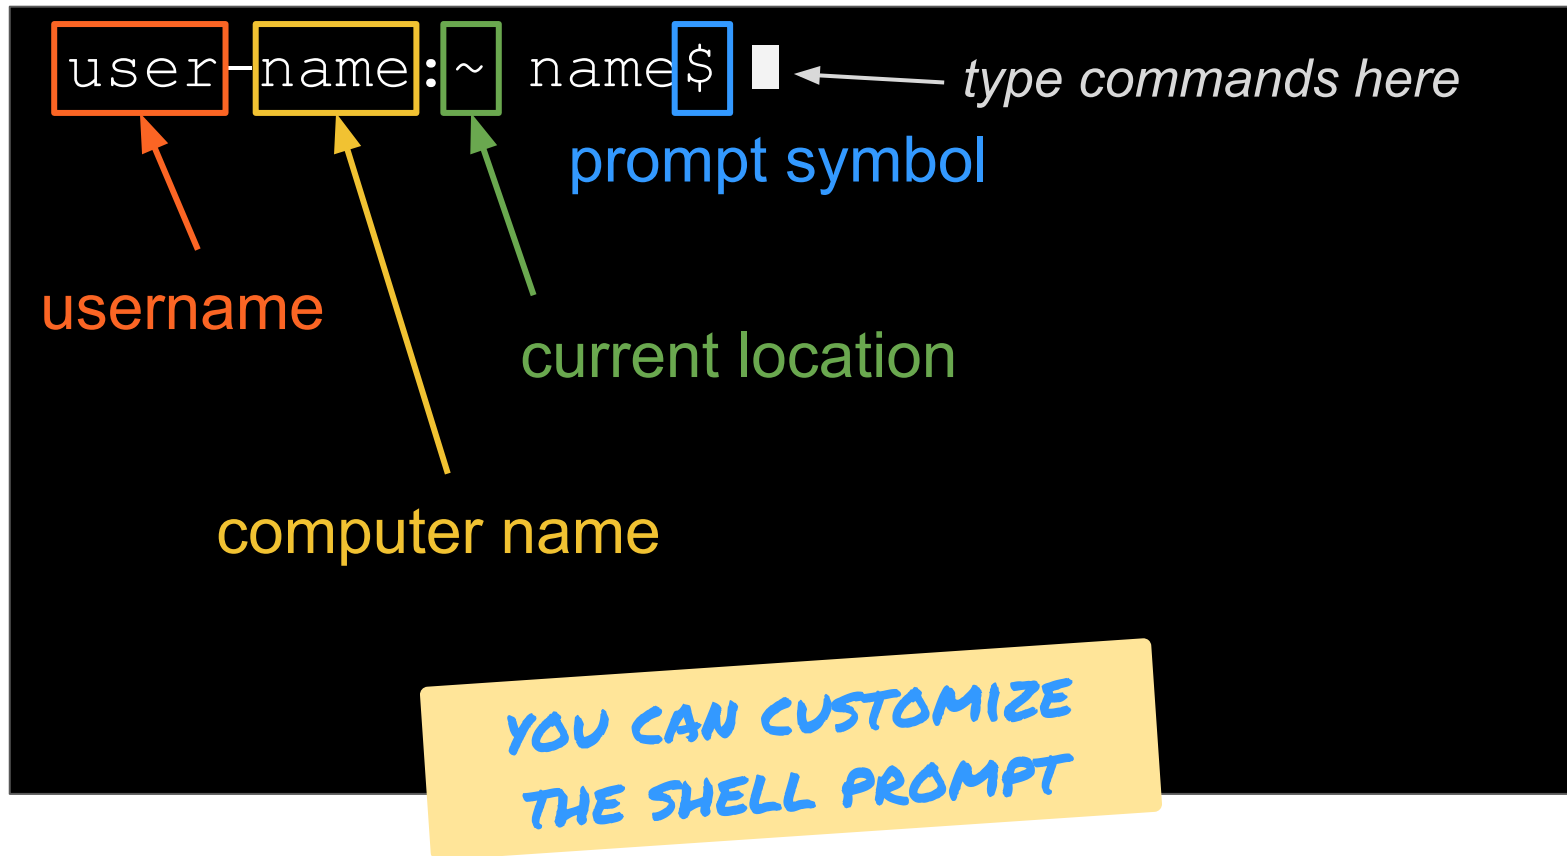 user-name:~ name$
type commands here
prompt symbol
username
current location
computer name
YOU CAN CUSTOMIZE
THE SHELL PROMPT